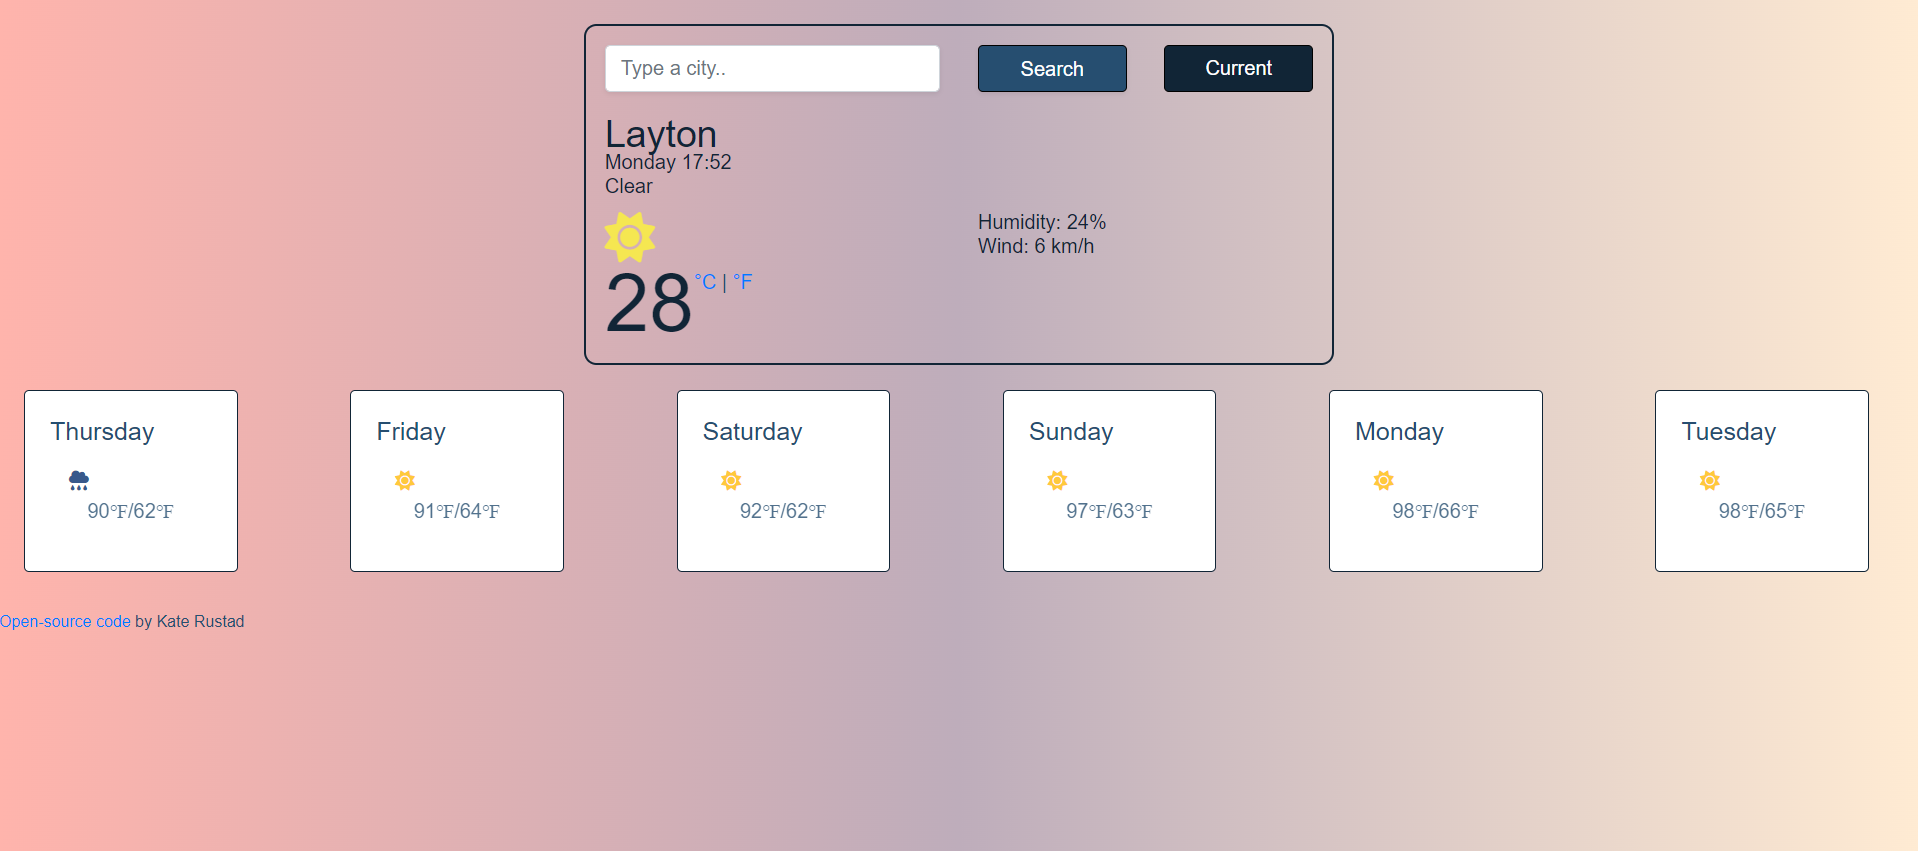 Type a city..
Search
Current
Layton
Monday 17:52
Clear
Humidity: 24%
Wind: 6 km/h
28 °C | °F
Thursday
90℉/62℉
Friday
91℉/64℉
Saturday
92℉/62℉
Sunday
97℉/63℉
Monday
98℉/66℉
Tuesday
98℉/65℉
Open-source code by Kate Rustad